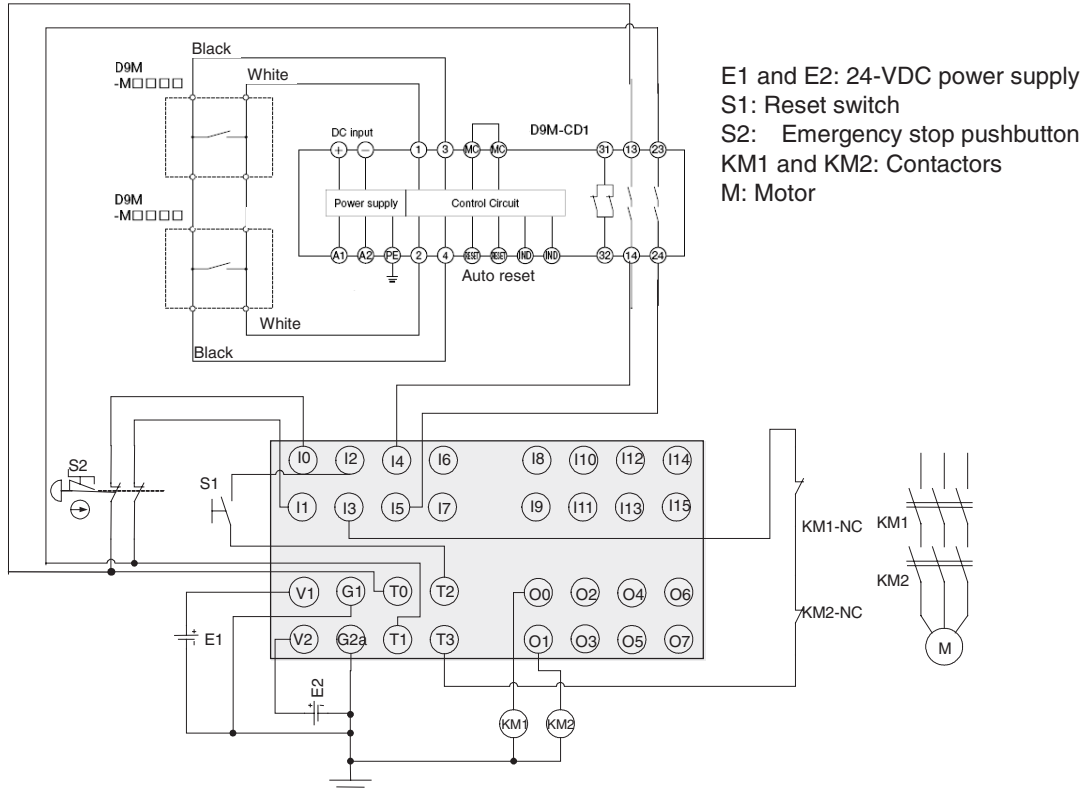 E1 and E2: 24-VDC power supply
S1: Reset switch
S2: Emergency stop pushbutton
KM1 and KM2: Contactors
M: Motor
Black
D9M
-M□□□□
White
DC input
D9M-CD1
+ − 1 3 MC MC 31 13 23
D9M
-M□□□□
Power supply
Control Circuit
A1 A2 PE 2 4 RESET RESET IND IND 32 14 24
Auto reset
White
Black
S2
S1
I0 I2 I4 I6 I8 I10 I12 I14
I1 I3 I5 I7 I9 I11 I13 I15
KM1-NC
KM1
KM2
KM2-NC
V1 G1 T0 T2 O0 O2 O4 O6
V2 G2a T1 T3 O1 O3 O5 O7
E1
M
+ -
E2
+ -
KM1
KM2